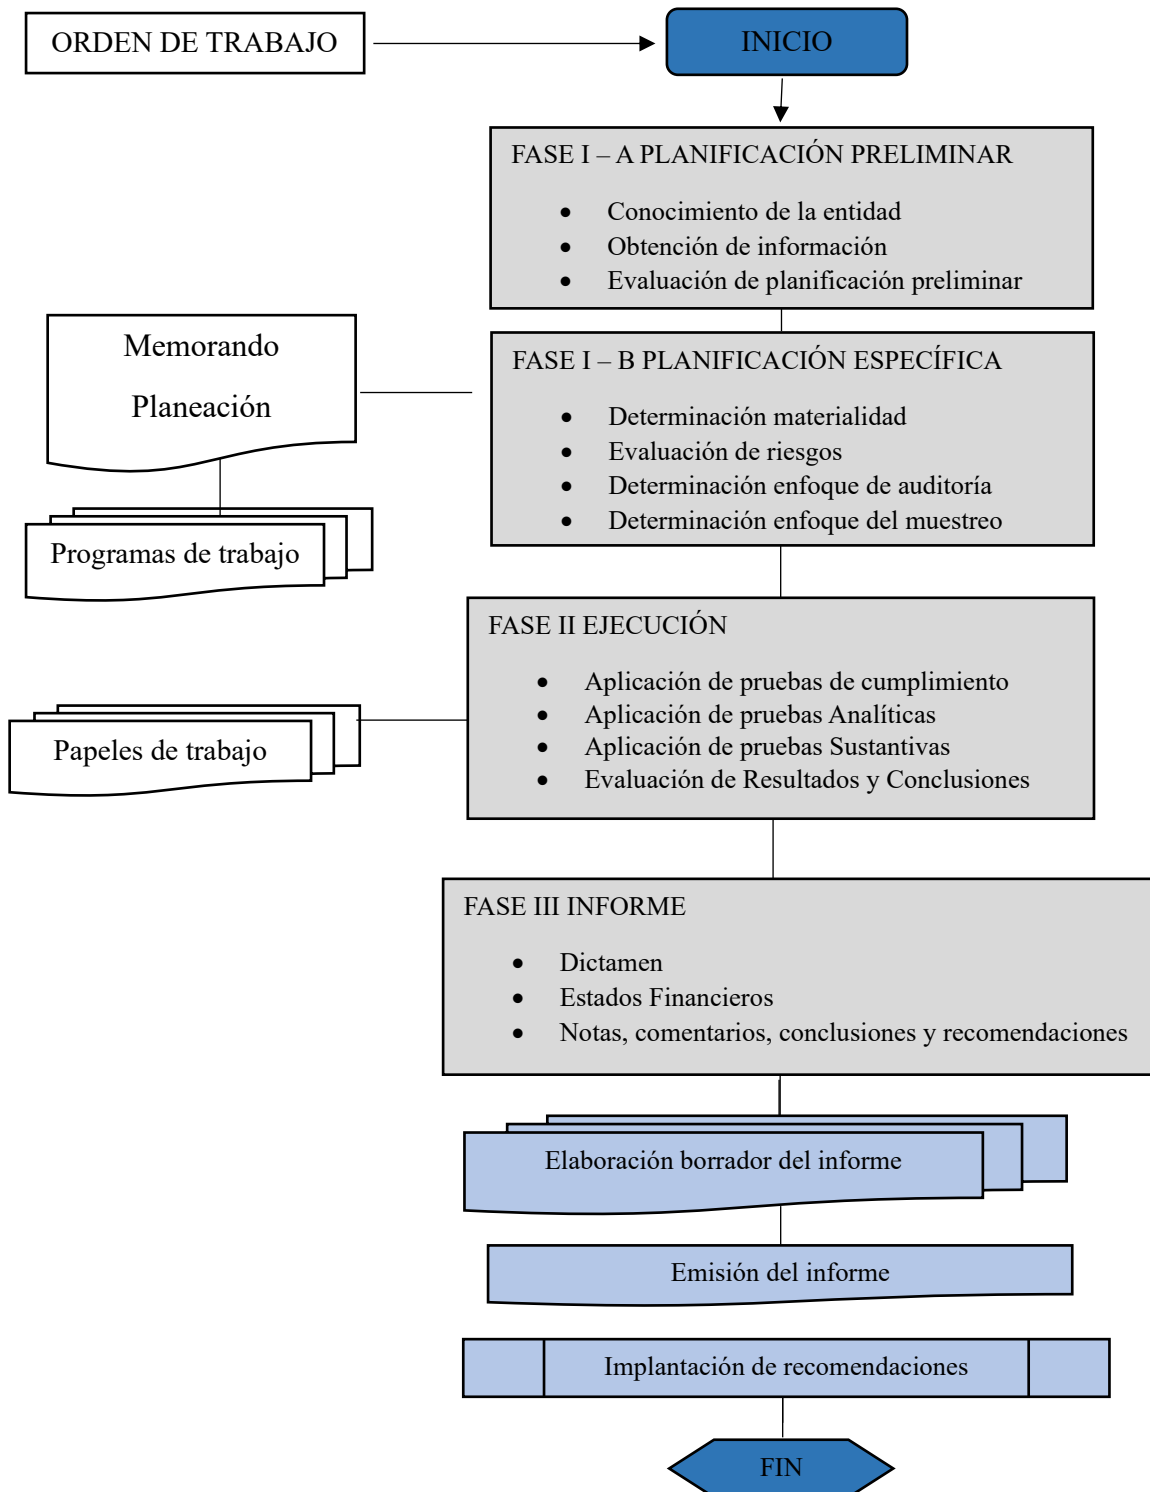 ORDEN DE TRABAJO
INICIO
FASE I – A PLANIFICACIÓN PRELIMINAR
• Conocimiento de la entidad
• Obtención de información
• Evaluación de planificación preliminar
Memorando
Planeación
FASE I – B PLANIFICACIÓN ESPECÍFICA
• Determinación materialidad
• Evaluación de riesgos
• Determinación enfoque de auditoría
• Determinación enfoque del muestreo
Programas de trabajo
FASE II EJECUCIÓN
• Aplicación de pruebas de cumplimiento
• Aplicación de pruebas Analíticas
• Aplicación de pruebas Sustantivas
• Evaluación de Resultados y Conclusiones
Papeles de trabajo
FASE III INFORME
• Dictamen
• Estados Financieros
• Notas, comentarios, conclusiones y recomendaciones
Elaboración borrador del informe
Emisión del informe
Implantación de recomendaciones
FIN